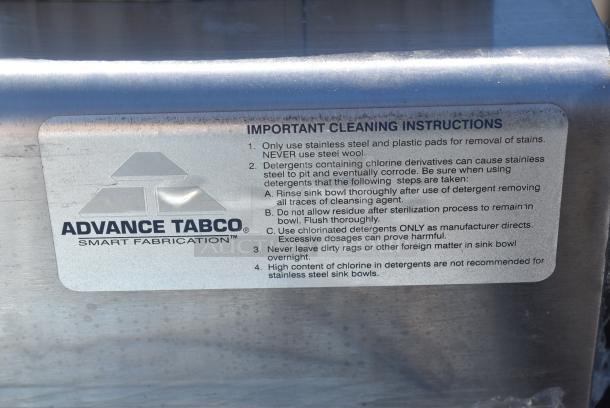 IMPORTANT CLEANING INSTRUCTIONS
1. Only use stainless steel and plastic pads for removal of stains.
NEVER use steel wool.
2. Detergents containing chlorine derivatives can cause stainless
steel to pit and eventually corrode. Be sure when using
detergents that the following steps are taken:
A. Rinse sink bowl thoroughly after use of detergent removing
all traces of cleansing agent.
B. Do not allow residue after sterilization process to remain in
bowl. Flush thoroughly.
C. Use chlorinated detergents ONLY as manufacturer directs.
Excessive dosages can prove harmful.
3. Never leave dirty rags or other foreign matter in sink bowl
overnight.
4. High content of chlorine in detergents are not recommended for
stainless steel sink bowls.
ADVANCE TABCO®
SMART FABRICATION™